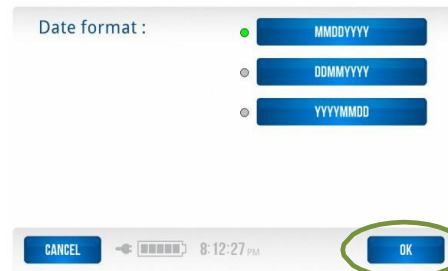 Date format :
MMDDYYYY
DDMMYYYY
YYYYMMDD
CANCEL
8:12:27 PM
OK